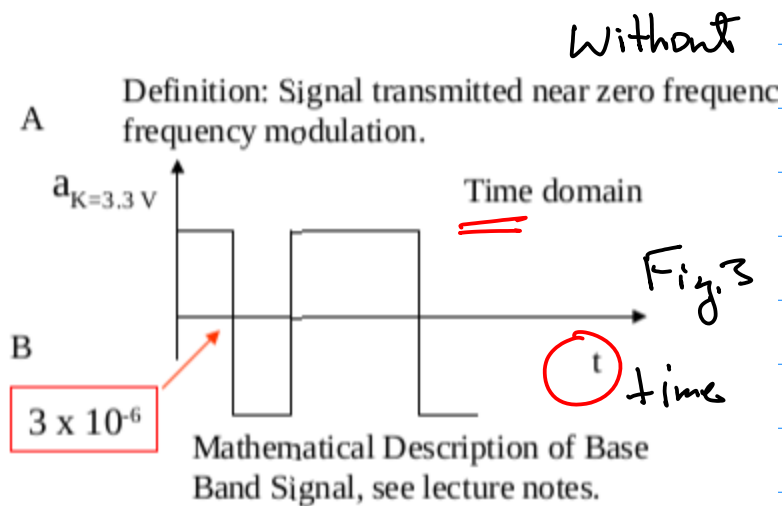 Without
Definition: Signal transmitted near zero frequenc
A
frequency modulation.
aK=3.3 V
Time domain
Fig.3
B
t
time
3 x 10-6
Mathematical Description of Base
Band Signal, see lecture notes.